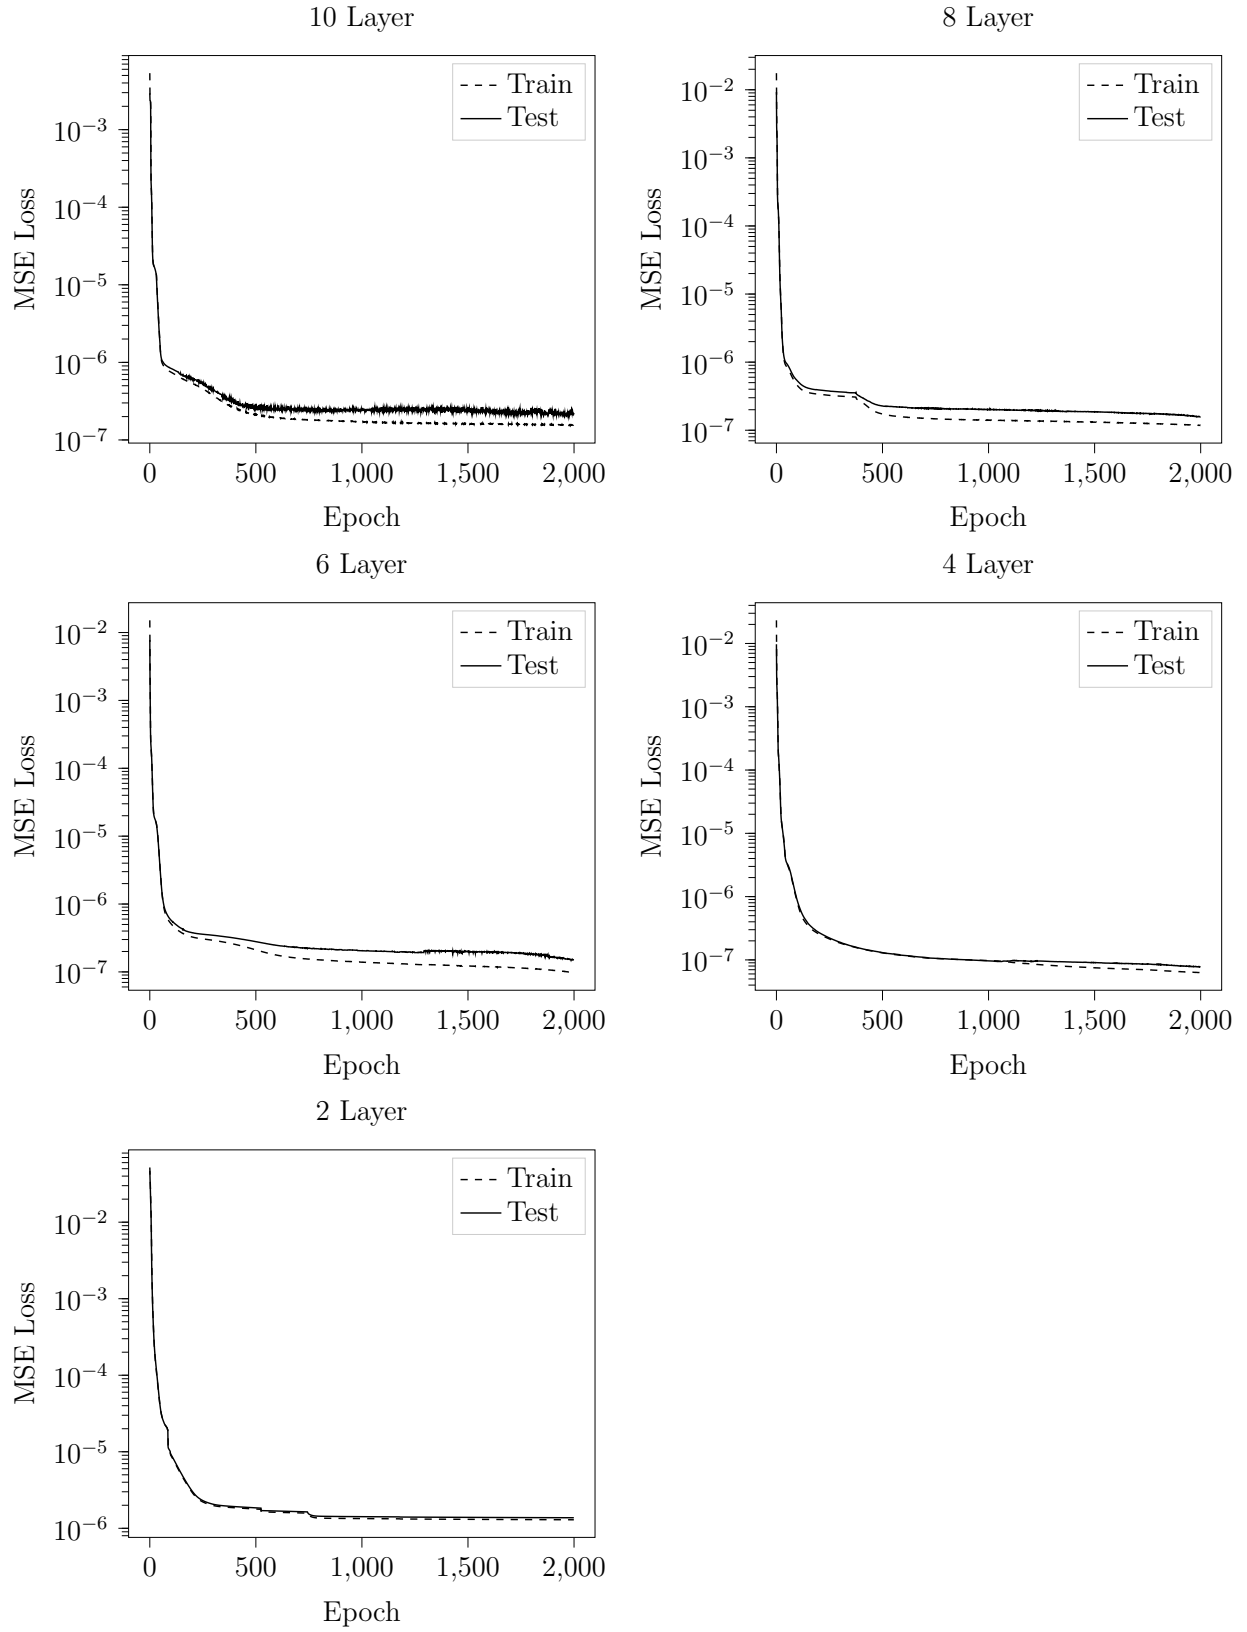 10 Layer
MSE Loss
10⁻³
10⁻⁴
10⁻⁵
10⁻⁶
10⁻⁷
Train
Test
0 500 1,000 1,500 2,000
Epoch
8 Layer
MSE Loss
10⁻²
10⁻³
10⁻⁴
10⁻⁵
10⁻⁶
10⁻⁷
Train
Test
0 500 1,000 1,500 2,000
Epoch
6 Layer
MSE Loss
10⁻²
10⁻³
10⁻⁴
10⁻⁵
10⁻⁶
10⁻⁷
Train
Test
0 500 1,000 1,500 2,000
Epoch
4 Layer
MSE Loss
10⁻²
10⁻³
10⁻⁴
10⁻⁵
10⁻⁶
10⁻⁷
Train
Test
0 500 1,000 1,500 2,000
Epoch
2 Layer
MSE Loss
10⁻²
10⁻³
10⁻⁴
10⁻⁵
10⁻⁶
Train
Test
0 500 1,000 1,500 2,000
Epoch